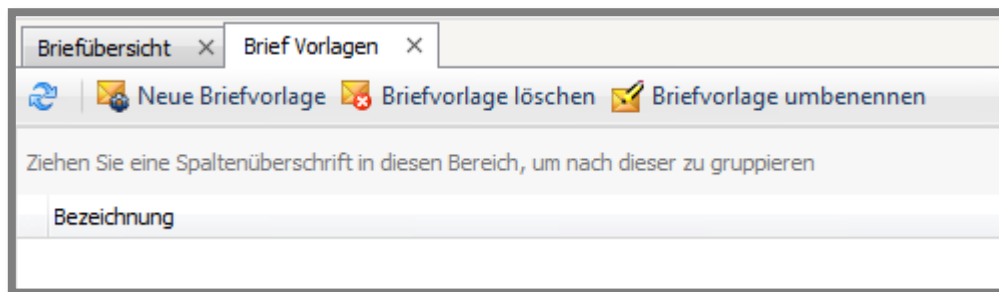 Briefübersicht Brief Vorlagen
Neue Briefvorlage Briefvorlage löschen Briefvorlage umbenennen
Ziehen Sie eine Spaltenüberschrift in diesen Bereich, um nach dieser zu gruppieren
Bezeichnung